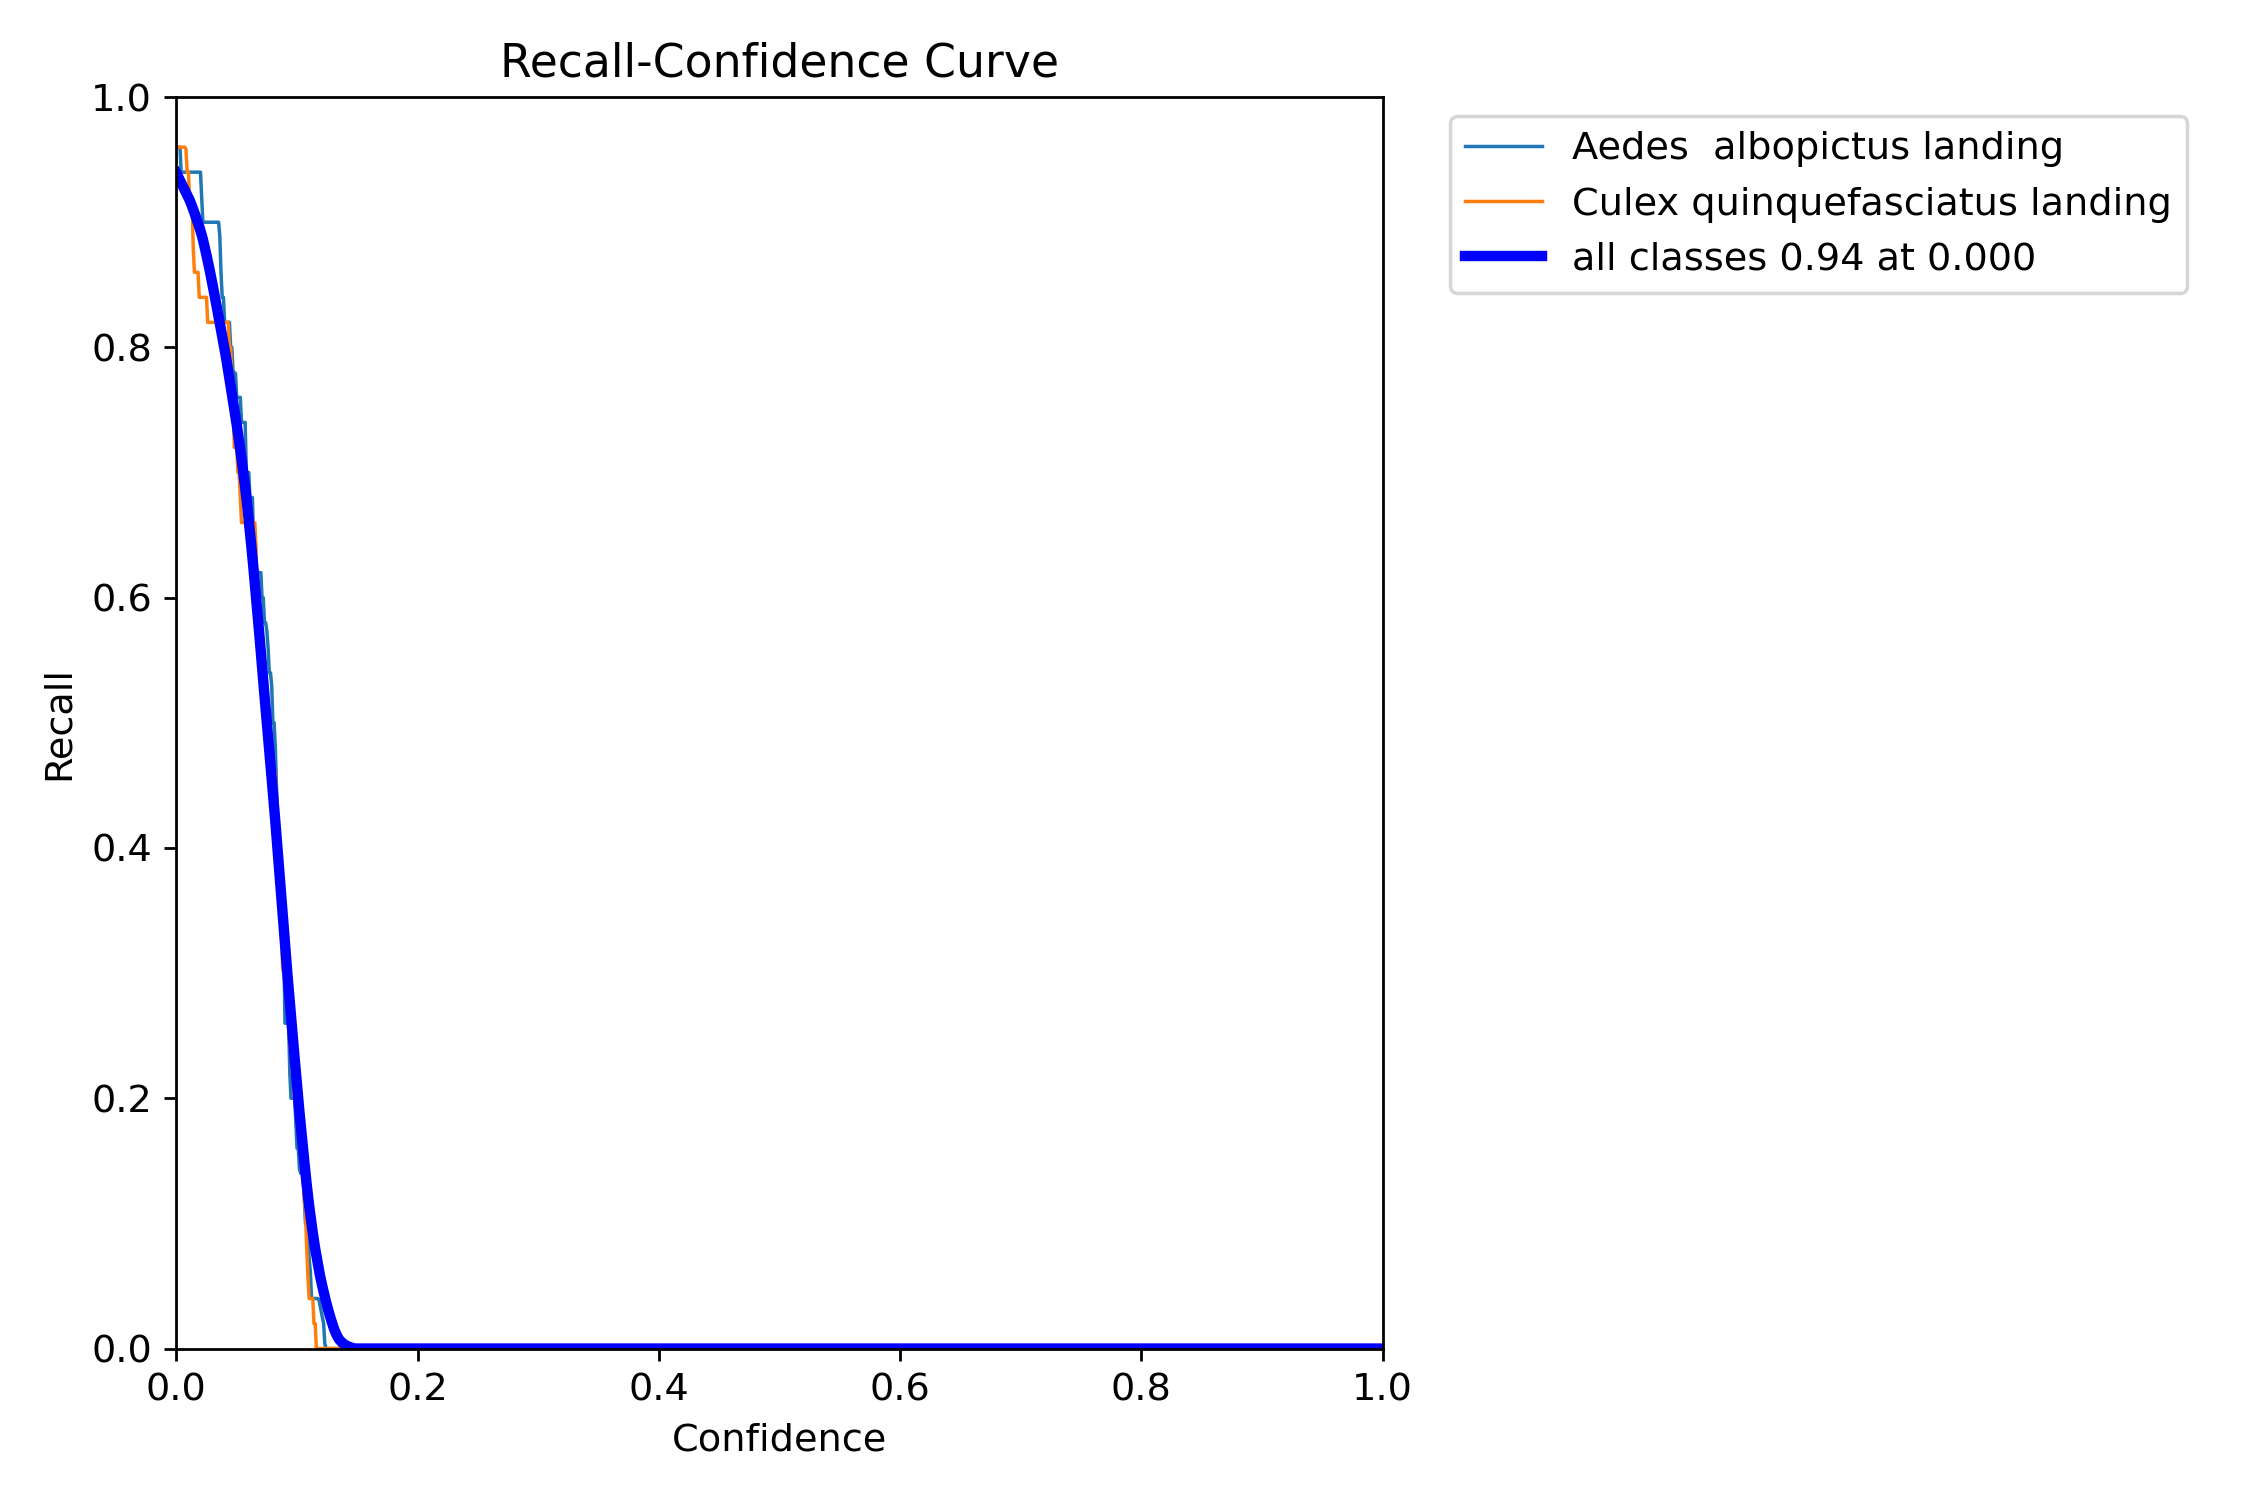 Recall-Confidence Curve
1.0
0.8
0.6
0.4
0.2
0.0
Recall
0.0 0.2 0.4 0.6 0.8 1.0
Confidence
Aedes  albopictus landing
Culex quinquefasciatus landing
all classes 0.94 at 0.000